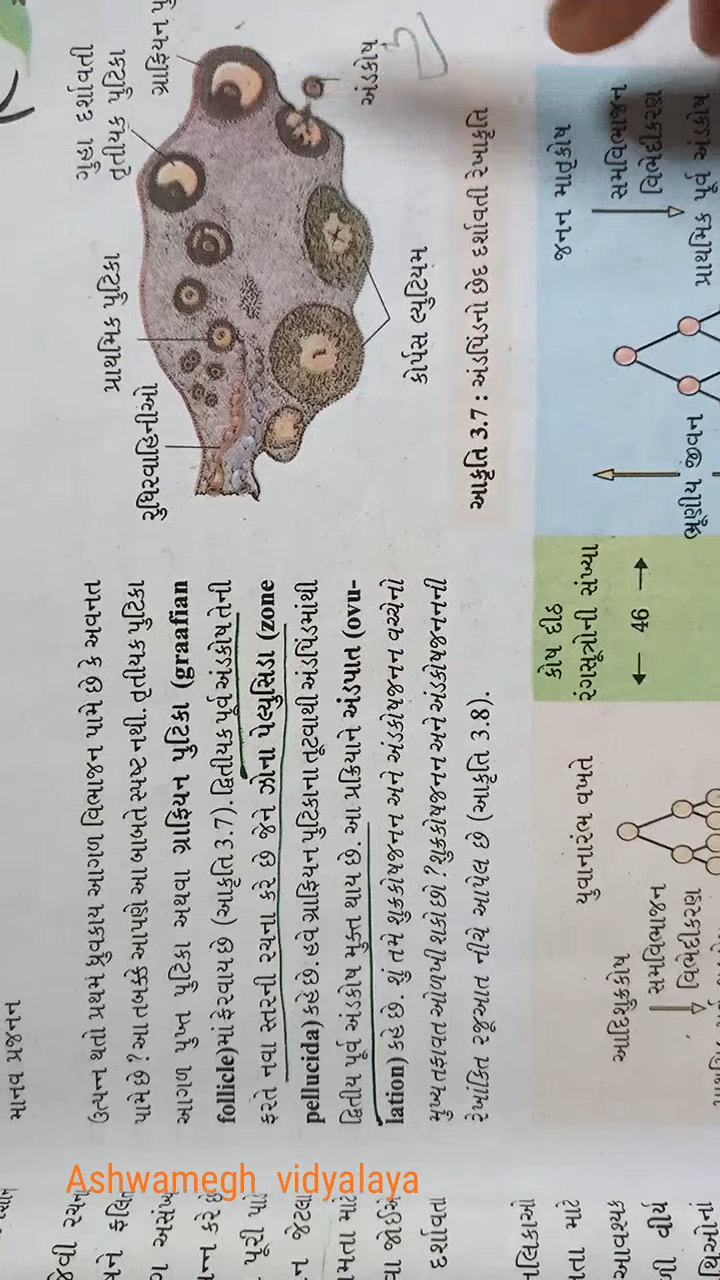 માનવ પ્રજનન
ઉત્પન્ન થતો પ્રથમ ધ્રુવકાય આગળ વિભાજન પામે છે કે અવનત
પામે છે ? આ તબક્કે આપણે આ બાબતે સ્પષ્ટ નથી. તૃતીયક પુટિકા
આગળ પુખ્ત પુટિકા અથવા ગ્રાફિયન પુટિકા (graafian
follicle)માં ફેરવાય છે (આકૃતિ 3.7). દ્વિતીયક પૂર્વ અંડકોષ તેની
ફરતે નવા સ્તરની રચના કરે છે જેને ઝોના પેલ્યુસિડા (zone
pellucida) કહે છે. હવે ગ્રાફિયન પુટિકાના તૂટવાથી અંડપિંડમાંથી
દ્વિતીય પૂર્વ અંડકોષ મુક્ત થાય છે. આ પ્રક્રિયાને અંડપાત (ovu-
lation) કહે છે. શું તમે શુક્રકોષજનન અને અંડકોષજનન વચ્ચેનો
મુખ્ય તફાવત ઓળખી શકો છો ? શુક્રકોષજનન અને અંડકોષજનનની
રેખાંકિત રજૂઆત નીચે આપેલ છે (આકૃતિ 3.8).
ગુહા દર્શાવતી
તૃતીયક પુટિકા
ગ્રાફિયન
પ્રાથમિક પુટિકા
રુધિરવાહિનીઓ
અંડકોષ
કોર્પસ લ્યુટિયમ
આકૃતિ 3.7 : અંડપિંડનો છેદ દર્શાવતી રેખાકૃતિ
યુવાનારંભ વખતે
આદિશુક્રકોષ
સમવિભાજન
વિભેદીકરણ
કોષ દીઠ
રંગસૂત્રોની સંખ્યા
← 46 →
જનન માતૃકોષ
સમવિભાજન
વિભેદીકરણ
પ્રાથમિક પૂર્વ અંડકોષ
ભ્રૂણીય જીવન
Ashwamegh vidyalaya